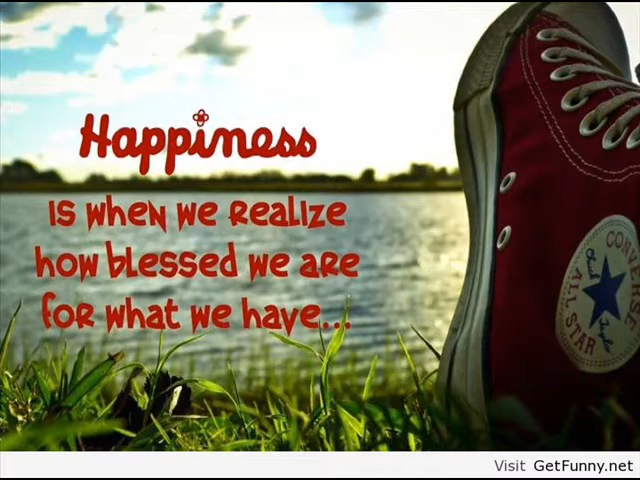 Happiness
is when we realize
how blessed we are
for what we have...
CONVERSE
Chuck Taylor
ALL STAR
Visit GetFunny.net